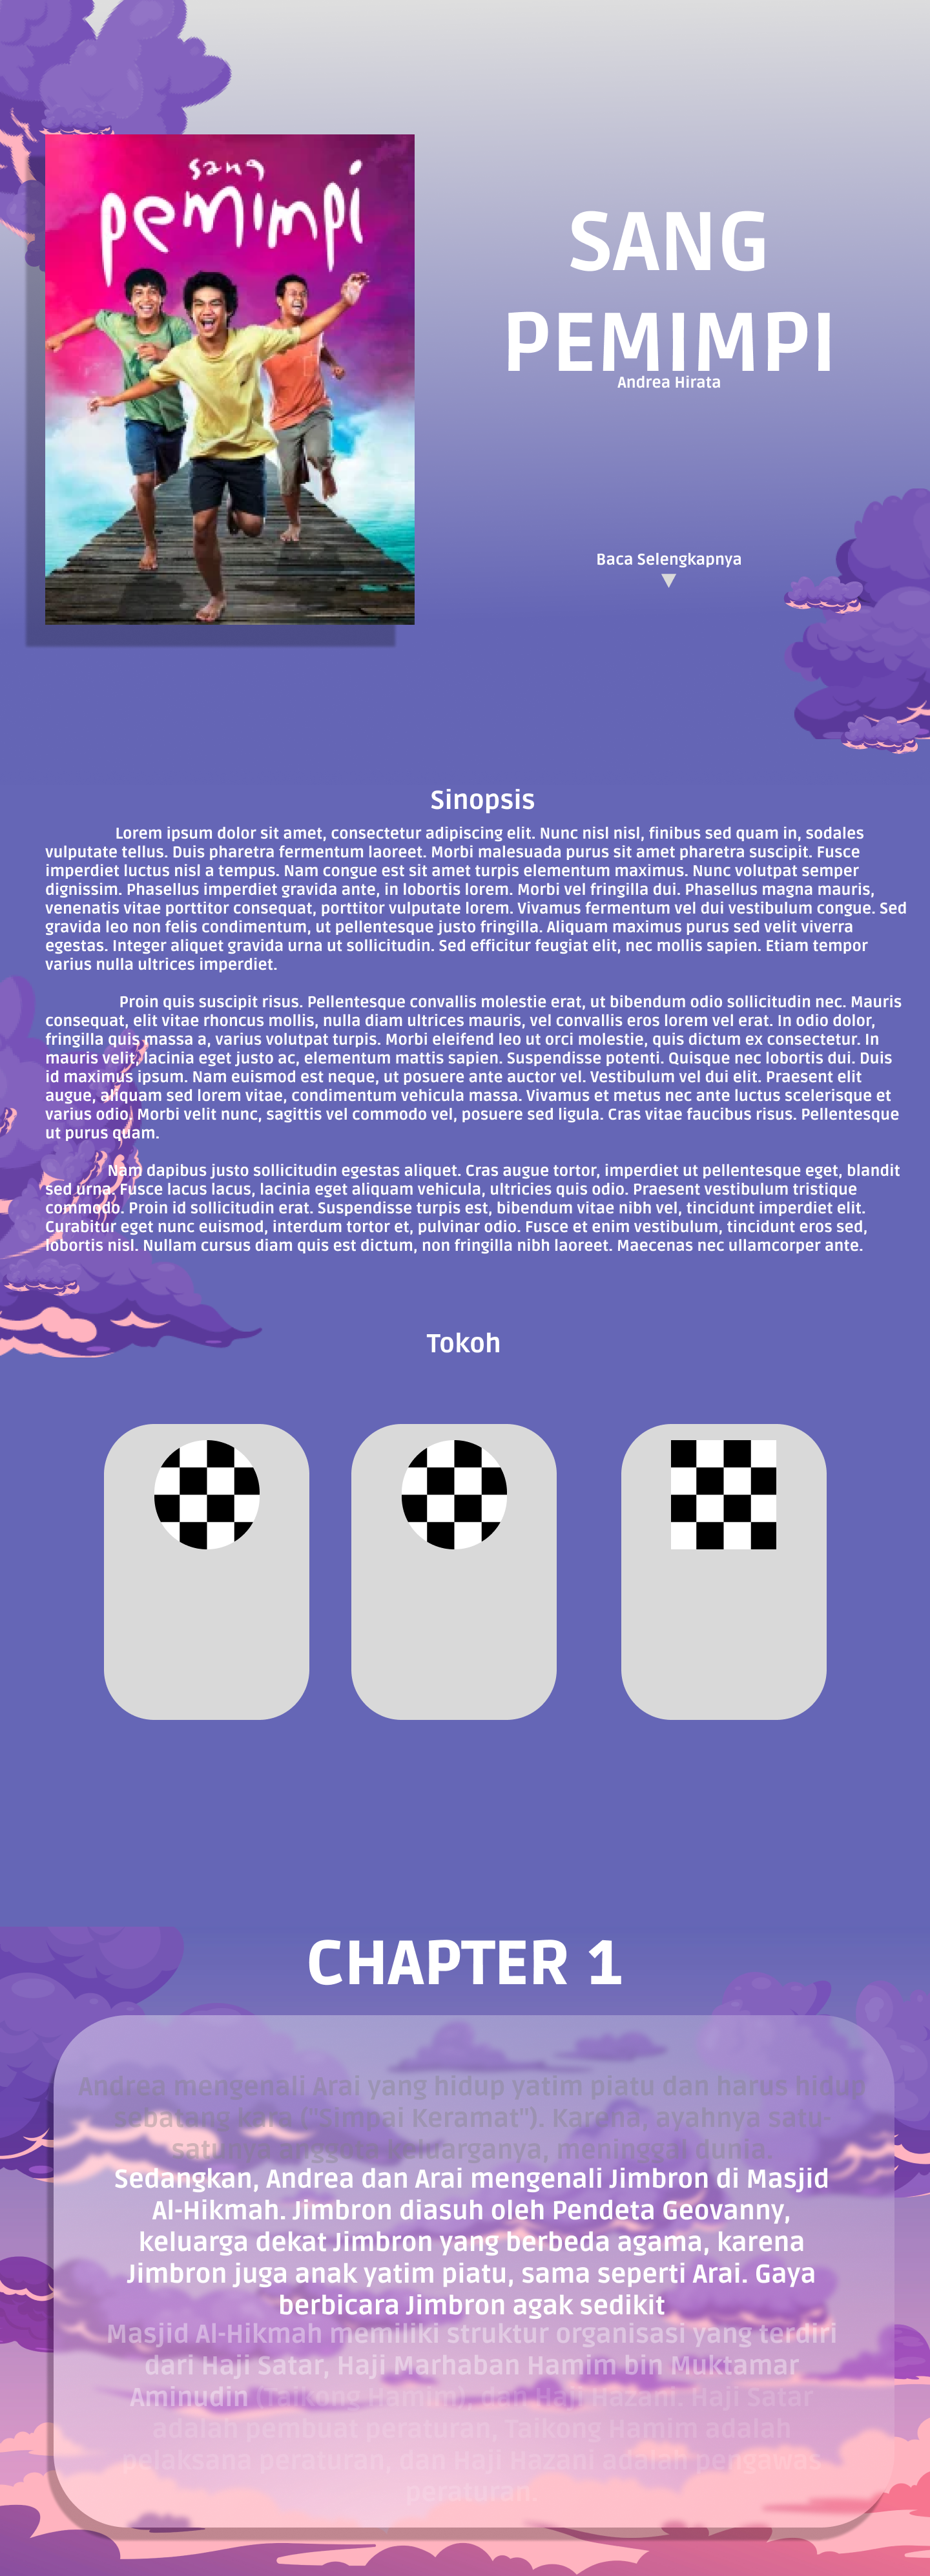 sang
pemimpi
SANG
PEMIMPI
Andrea Hirata
Baca Selengkapnya
Sinopsis
Lorem ipsum dolor sit amet, consectetur adipiscing elit. Nunc nisl nisl, finibus sed quam in, sodales
vulputate tellus. Duis pharetra fermentum laoreet. Morbi malesuada purus sit amet pharetra suscipit. Fusce
imperdiet luctus nisl a tempus. Nam congue est sit amet turpis elementum maximus. Nunc volutpat semper
dignissim. Phasellus imperdiet gravida ante, in lobortis lorem. Morbi vel fringilla dui. Phasellus magna mauris,
venenatis vitae porttitor consequat, porttitor vulputate lorem. Vivamus fermentum vel dui vestibulum congue. Sed
gravida leo non felis condimentum, ut pellentesque justo fringilla. Aliquam maximus purus sed velit viverra
egestas. Integer aliquet gravida urna ut sollicitudin. Sed efficitur feugiat elit, nec mollis sapien. Etiam tempor
varius nulla ultrices imperdiet.
Proin quis suscipit risus. Pellentesque convallis molestie erat, ut bibendum odio sollicitudin nec. Mauris
consequat, elit vitae rhoncus mollis, nulla diam ultrices mauris, vel convallis eros lorem vel erat. In odio dolor,
fringilla quis massa a, varius volutpat turpis. Morbi eleifend leo ut orci molestie, quis dictum ex consectetur. In
mauris velit, lacinia eget justo ac, elementum mattis sapien. Suspendisse potenti. Quisque nec lobortis dui. Duis
id maximus ipsum. Nam euismod est neque, ut posuere ante auctor vel. Vestibulum vel dui elit. Praesent elit
augue, aliquam sed lorem vitae, condimentum vehicula massa. Vivamus et metus nec ante luctus scelerisque et
varius odio. Morbi velit nunc, sagittis vel commodo vel, posuere sed ligula. Cras vitae faucibus risus. Pellentesque
ut purus quam.
Nam dapibus justo sollicitudin egestas aliquet. Cras augue tortor, imperdiet ut pellentesque eget, blandit
sed urna. Fusce lacus lacus, lacinia eget aliquam vehicula, ultricies quis odio. Praesent vestibulum tristique
commodo. Proin id sollicitudin erat. Suspendisse turpis est, bibendum vitae nibh vel, tincidunt imperdiet elit.
Curabitur eget nunc euismod, interdum tortor et, pulvinar odio. Fusce et enim vestibulum, tincidunt eros sed,
lobortis nisl. Nullam cursus diam quis est dictum, non fringilla nibh laoreet. Maecenas nec ullamcorper ante.
Tokoh
CHAPTER 1
Andrea mengenali Arai yang hidup yatim piatu dan harus hidup
sebatang kara ("Simpai Keramat"). Karena, ayahnya satu-
satunya anggota keluarganya, meninggal dunia.
Sedangkan, Andrea dan Arai mengenali Jimbron di Masjid
Al-Hikmah. Jimbron diasuh oleh Pendeta Geovanny,
keluarga dekat Jimbron yang berbeda agama, karena
Jimbron juga anak yatim piatu, sama seperti Arai. Gaya
berbicara Jimbron agak sedikit
Masjid Al-Hikmah memiliki struktur organisasi yang terdiri
dari Haji Satar, Haji Marhaban Hamim bin Muktamar
Aminudin (Taikong Hamim), dan Haji Hazani. Haji Satar
adalah pembuat peraturan, Taikong Hamim adalah
pelaksana peraturan, dan Haji Hazani adalah pengawas
peraturan.